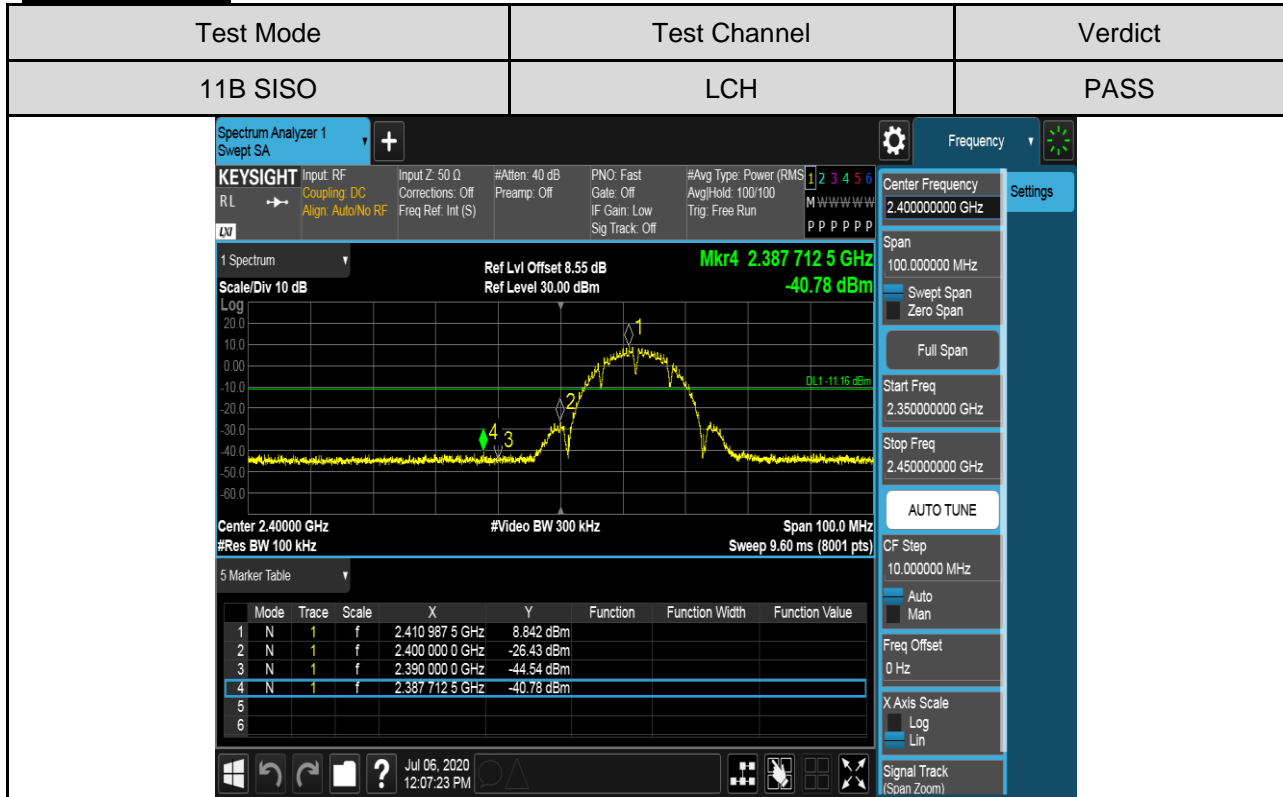 Test Mode Test Channel Verdict
11B SISO LCH PASS
Spectrum Analyzer 1
Swept SA
+
Frequency
KEYSIGHT Input: RF Input Z: 50 Ω #Atten: 40 dB PNO: Fast #Avg Type: Power (RMS 1 2 3 4 5 6
RL Coupling: DC Corrections: Off Preamp: Off Gate: Off Avg|Hold: 100/100 M W W W W W
Align: Auto/No RF Freq Ref: Int (S) IF Gain: Low Trig: Free Run
LXI Sig Track: Off P P P P P P
Center Frequency
2.400000000 GHz
Settings
Span
100.000000 MHz
Swept Span
Zero Span
Full Span
Start Freq
2.350000000 GHz
Stop Freq
2.450000000 GHz
AUTO TUNE
CF Step
10.000000 MHz
Auto
Man
Freq Offset
0 Hz
X Axis Scale
Log
Lin
Signal Track
(Span Zoom)
1 Spectrum
Ref Lvl Offset 8.55 dB Mkr4 2.387 712 5 GHz
Scale/Div 10 dB Ref Level 30.00 dBm -40.78 dBm
Log
20.0
10.0
0.00
-10.0
-20.0
-30.0
-40.0
-50.0
-60.0
1
DL1 -11.16 dBm
2
4 3
Center 2.40000 GHz #Video BW 300 kHz Span 100.0 MHz
#Res BW 100 kHz Sweep 9.60 ms (8001 pts)
5 Marker Table
Mode Trace Scale X Y Function Function Width Function Value
1 N 1 f 2.410 987 5 GHz 8.842 dBm
2 N 1 f 2.400 000 0 GHz -26.43 dBm
3 N 1 f 2.390 000 0 GHz -44.54 dBm
4 N 1 f 2.387 712 5 GHz -40.78 dBm
5
6
?
Jul 06, 2020
12:07:23 PM